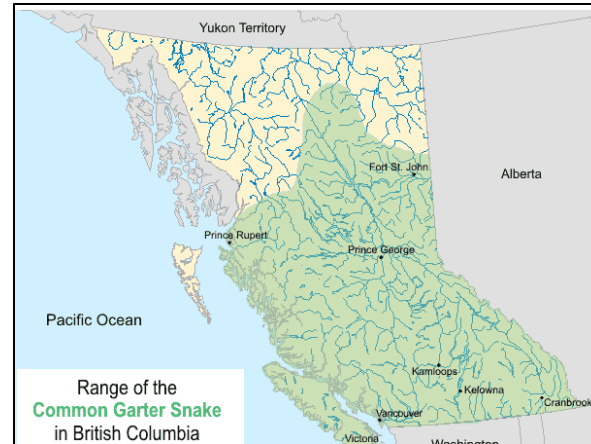 Yukon Territory
Fort St. John
Alberta
Prince Rupert
Prince George
Pacific Ocean
Kamloops
Kelowna
Cranbrook
Vancouver
Victoria
Washington
Range of the
Common Garter Snake
in British Columbia